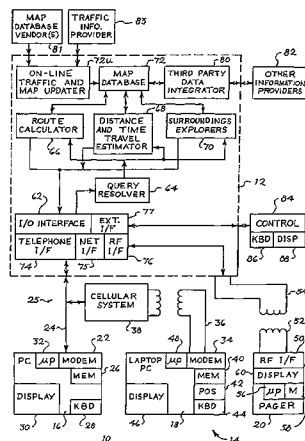 MAP DATABASE VENDOR(S)
TRAFFIC INFO. PROVIDER
83
81
72U
72
80
82
ON-LINE TRAFFIC AND MAP UPDATER
MAP DATABASE
THIRD PARTY DATA INTEGRATOR
OTHER INFORMATION PROVIDERS
68
ROUTE CALCULATOR
DISTANCE AND TIME TRAVEL ESTIMATOR
SURROUNDINGS EXPLORERS
66
70
QUERY RESOLVER
64
12
62
77
84
I/O INTERFACE
EXT. I/F
TELEPHONE I/F
NET I/F
RF I/F
CONTROL
KBD
DISP
74
75
76
86
88
25
CELLULAR SYSTEM
54
24
38
36
52
32
22
48
34
50
PC
μP
MODEM
MEM
26
DISPLAY
KBD
30
16
28
LAPTOP PC
μP
MODEM
40
MEM
42
POS
KBD
44
DISPLAY
46
18
RF I/F
60
DISPLAY
56
μP
M
PAGER
20
58
10
14